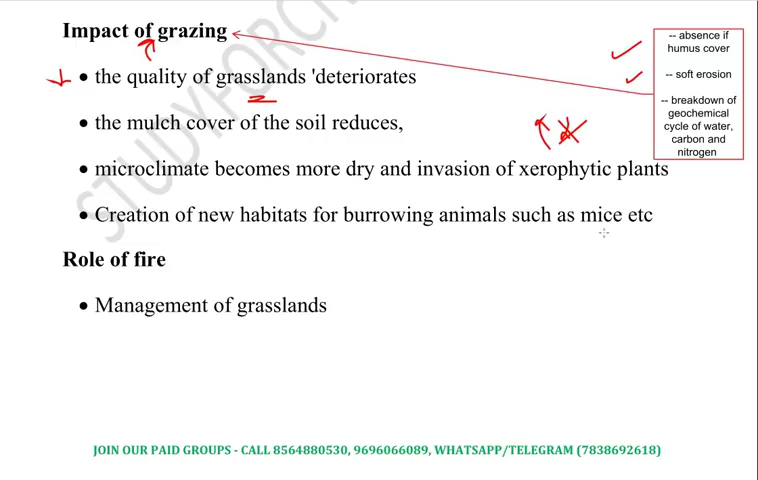 Impact of grazing
• the quality of grasslands 'deteriorates
• the mulch cover of the soil reduces,
• microclimate becomes more dry and invasion of xerophytic plants
• Creation of new habitats for burrowing animals such as mice etc
Role of fire
• Management of grasslands
-- absence if
humus cover
-- soft erosion
-- breakdown of
geochemical
cycle of water,
carbon and
nitrogen
JOIN OUR PAID GROUPS - CALL 8564880530, 9696066089, WHATSAPP/TELEGRAM (7838692618)